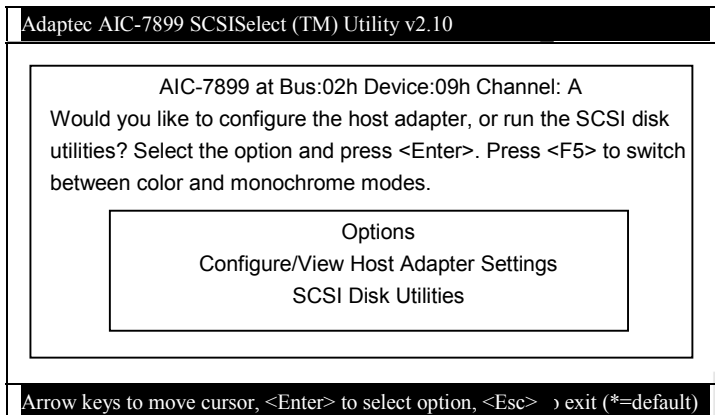 Adaptec AIC-7899 SCSISelect (TM) Utility v2.10
AIC-7899 at Bus:02h Device:09h Channel: A
Would you like to configure the host adapter, or run the SCSI disk
utilities? Select the option and press <Enter>. Press <F5> to switch
between color and monochrome modes.
Options
Configure/View Host Adapter Settings
SCSI Disk Utilities
Arrow keys to move cursor, <Enter> to select option, <Esc> exit (*=default)